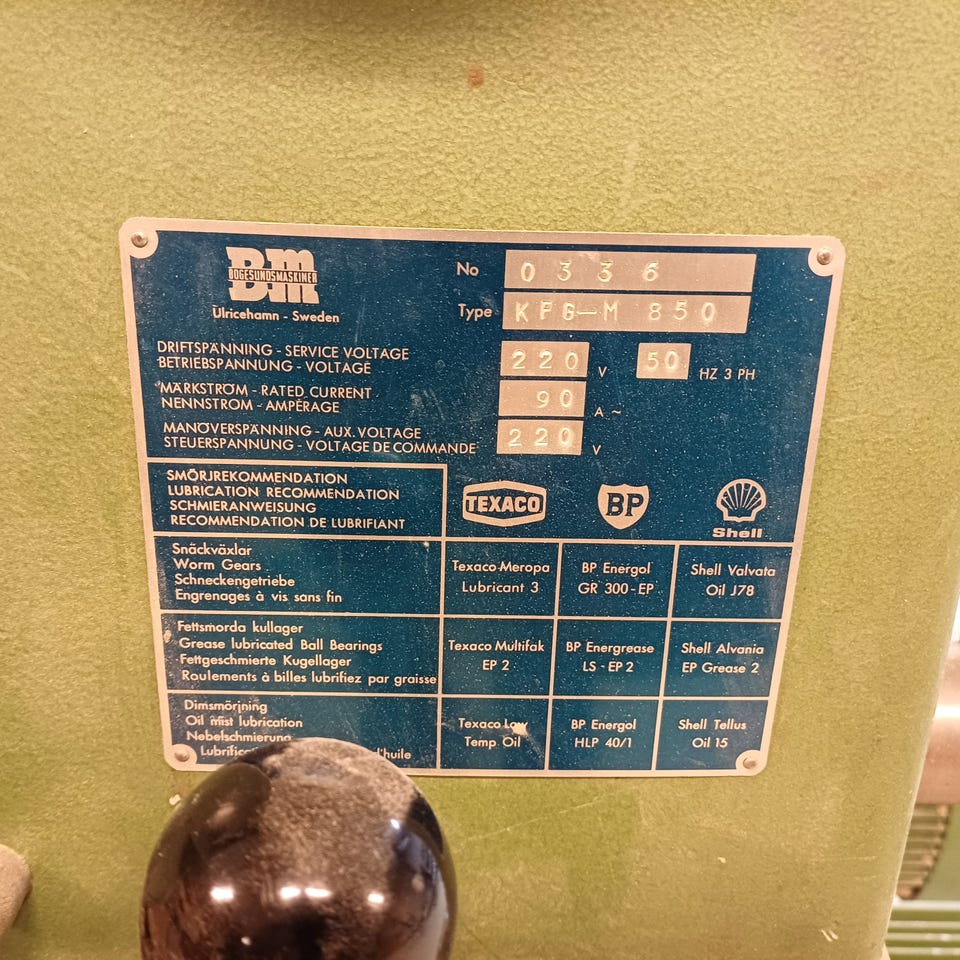 BM
BOGESUNDSMASKINER
Ulricehamn - Sweden
No 0336
Type KFG-M 850
DRIFTSPÄNNING - SERVICE VOLTAGE
BETRIEBSPANNUNG - VOLTAGE
220 V 50 HZ 3 PH
MÄRKSTRÖM - RATED CURRENT
NENNSTROM - AMPÉRAGE
90 A~
MANÖVERSPÄNNING - AUX. VOLTAGE
STEUERSPANNUNG - VOLTAGE DE COMMANDE
220 V
SMÖRJREKOMMENDATION
LUBRICATION RECOMMENDATION
SCHMIERANWEISUNG
RECOMMENDATION DE LUBRIFIANT
TEXACO BP Shell
Snäckväxlar
Worm Gears
Schneckengetriebe
Engrenages à vis sans fin
Texaco Meropa
Lubricant 3
BP Energol
GR 300-EP
Shell Valvata
Oil J78
Fettsmorda kullager
Grease lubricated Ball Bearings
Fettgeschmierte Kugellager
Roulements à billes lubrifiez par graisse
Texaco Multifak
EP 2
BP Energrease
LS - EP 2
Shell Alvania
EP Grease 2
Dimsmörjning
Oil mist lubrication
Nebelschmierung
d'huile
Texaco Low
Temp. Oil
BP Energol
HLP 40/1
Shell Tellus
Oil 15